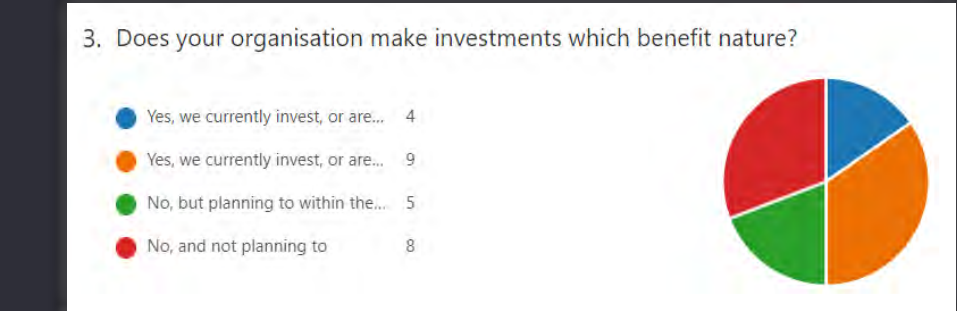 3. Does your organisation make investments which benefit nature?
Yes, we currently invest, or are... 4
Yes, we currently invest, or are... 9
No, but planning to within the... 5
No, and not planning to 8